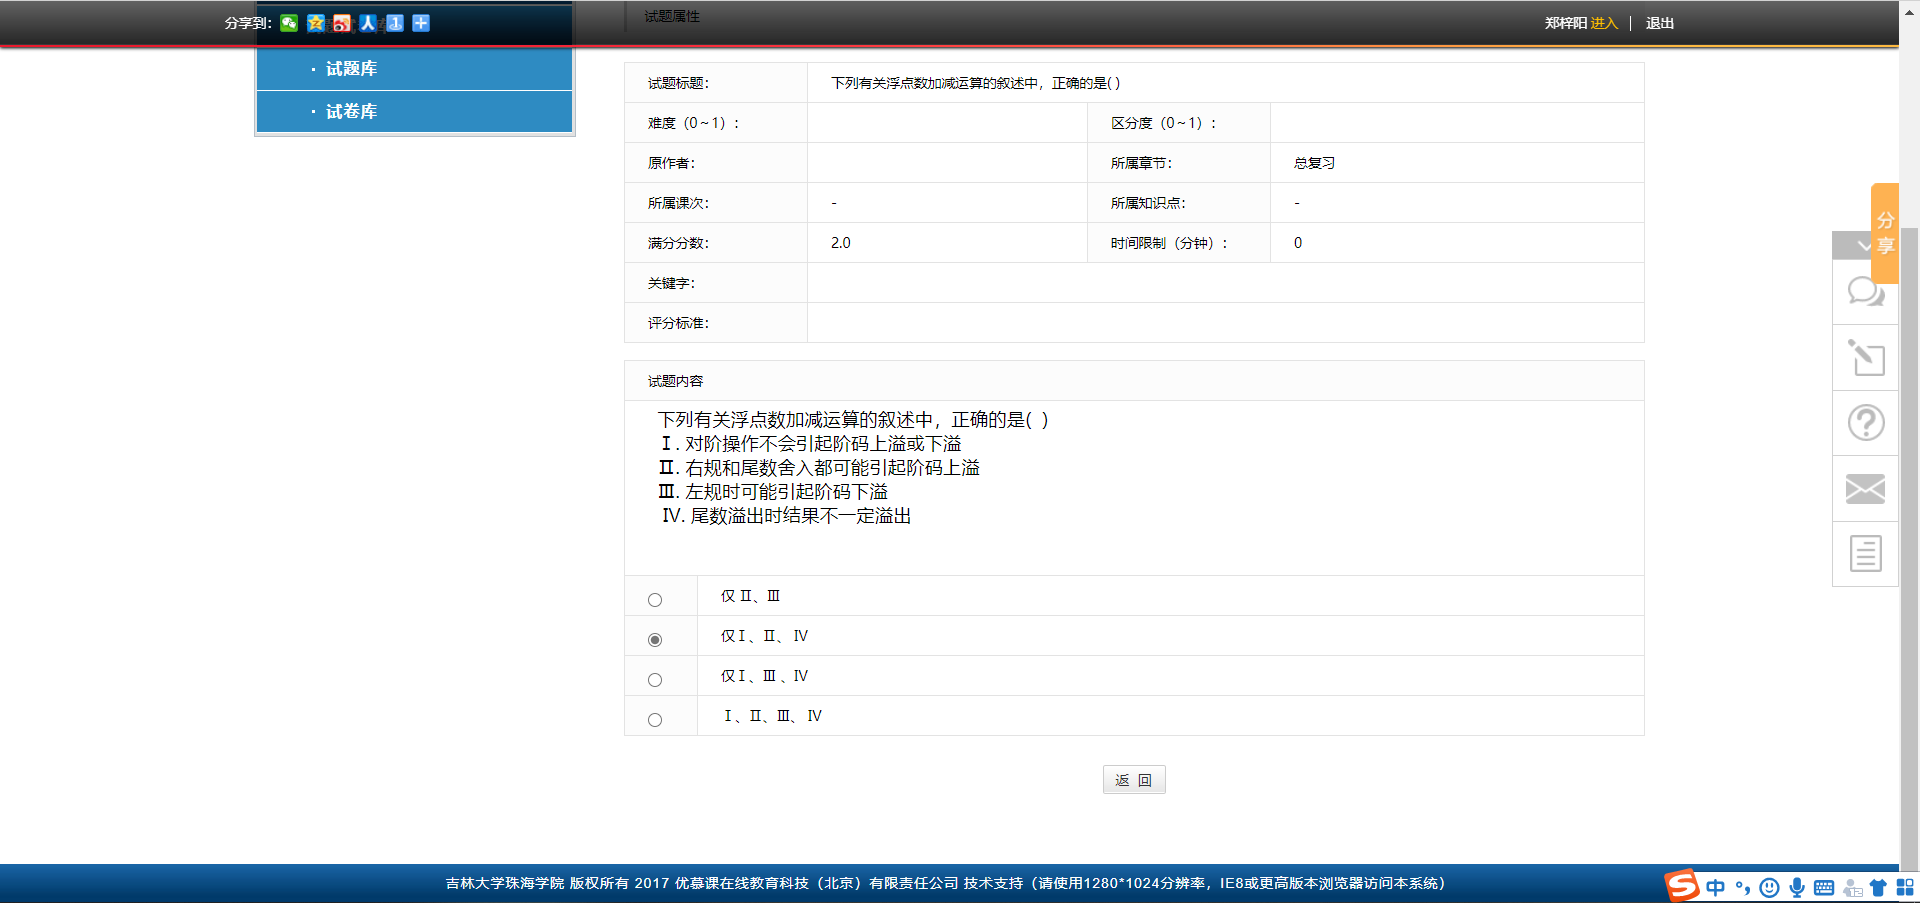 分享到：
试题属性
郑梓阳 进入 | 退出
· 试题库
· 试卷库
试题标题： 下列有关浮点数加减运算的叙述中，正确的是( )
难度（0～1）： 区分度（0～1）：
原作者： 所属章节： 总复习
所属课次： - 所属知识点： -
满分分数： 2.0 时间限制（分钟）： 0
关键字：
评分标准：
分享
试题内容
下列有关浮点数加减运算的叙述中，正确的是( )
Ⅰ. 对阶操作不会引起阶码上溢或下溢
Ⅱ. 右规和尾数舍入都可能引起阶码上溢
Ⅲ. 左规时可能引起阶码下溢
Ⅳ. 尾数溢出时结果不一定溢出
仅 Ⅱ、Ⅲ
仅Ⅰ、Ⅱ、Ⅳ
仅Ⅰ、Ⅲ 、Ⅳ
Ⅰ、Ⅱ、Ⅲ、Ⅳ
返 回
吉林大学珠海学院 版权所有 2017 优慕课在线教育科技（北京）有限责任公司 技术支持（请使用1280*1024分辨率，IE8或更高版本浏览器访问本系统）
中